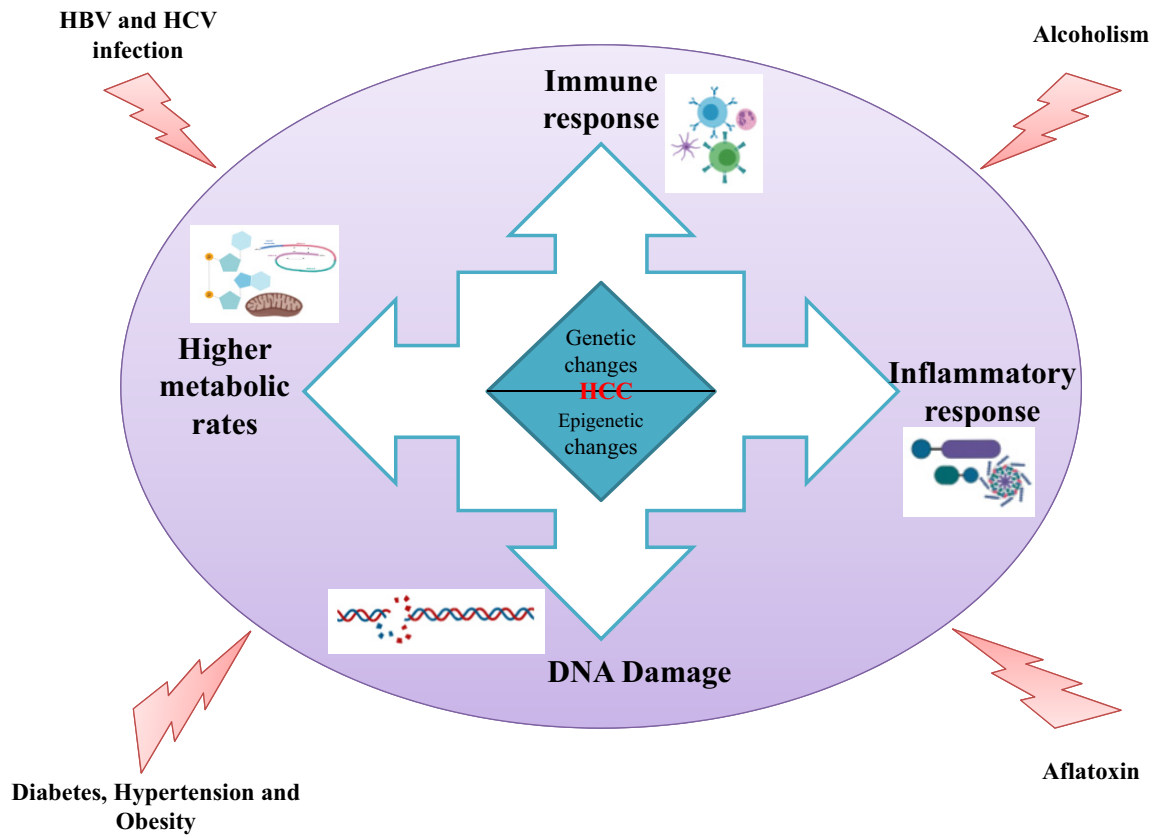 HBV and HCV
infection
Alcoholism
Immune
response
Higher
metabolic
rates
Genetic
changes
HCC
Epigenetic
changes
Inflammatory
response
DNA Damage
Diabetes, Hypertension and
Obesity
Aflatoxin